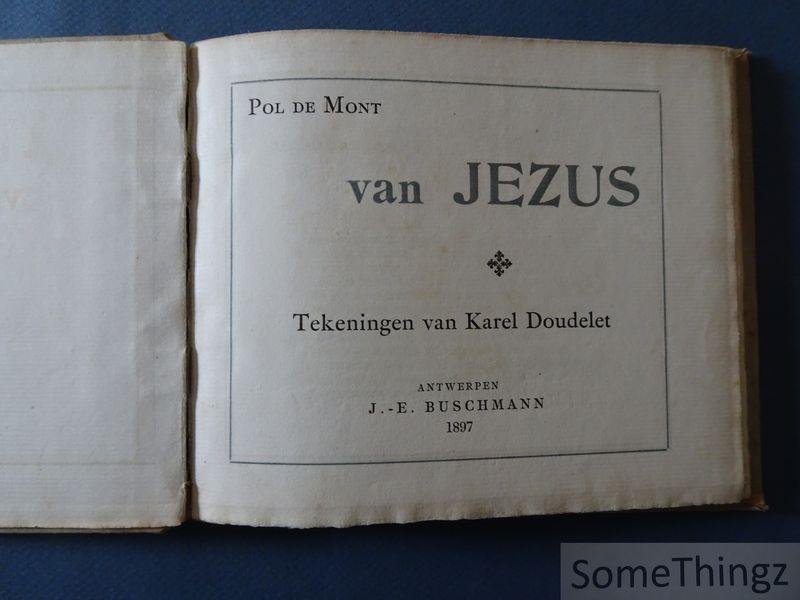 POL DE MONT
van JEZUS
Tekeningen van Karel Doudelet
ANTWERPEN
J.-E. BUSCHMANN
1897
SomeThingz